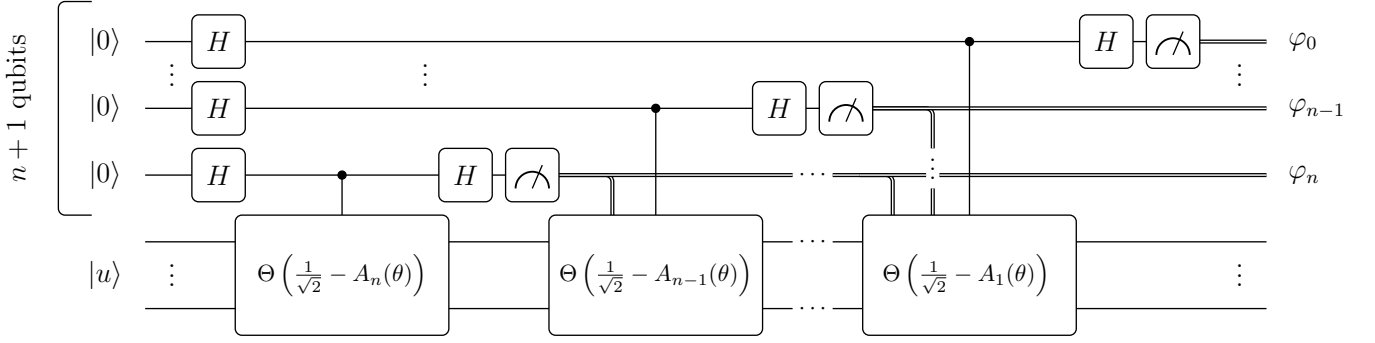 n + 1 qubits
|0⟩ H H φ₀
⋮ ⋮ ⋮
|0⟩ H H φₙ₋₁
|0⟩ H H ⋯ ⋮ φₙ
⋯
|u⟩ ⋮ Θ(1/√2 − Aₙ(θ)) Θ(1/√2 − Aₙ₋₁(θ)) Θ(1/√2 − A₁(θ)) ⋮
⋯